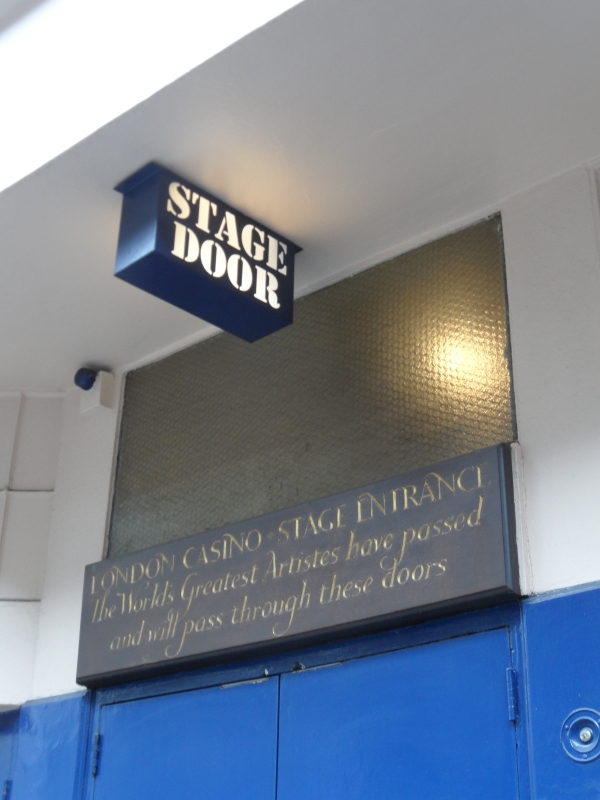 STAGE
DOOR
LONDON CASINO · STAGE ENTRANCE
The World's Greatest Artistes have passed
and will pass through these doors